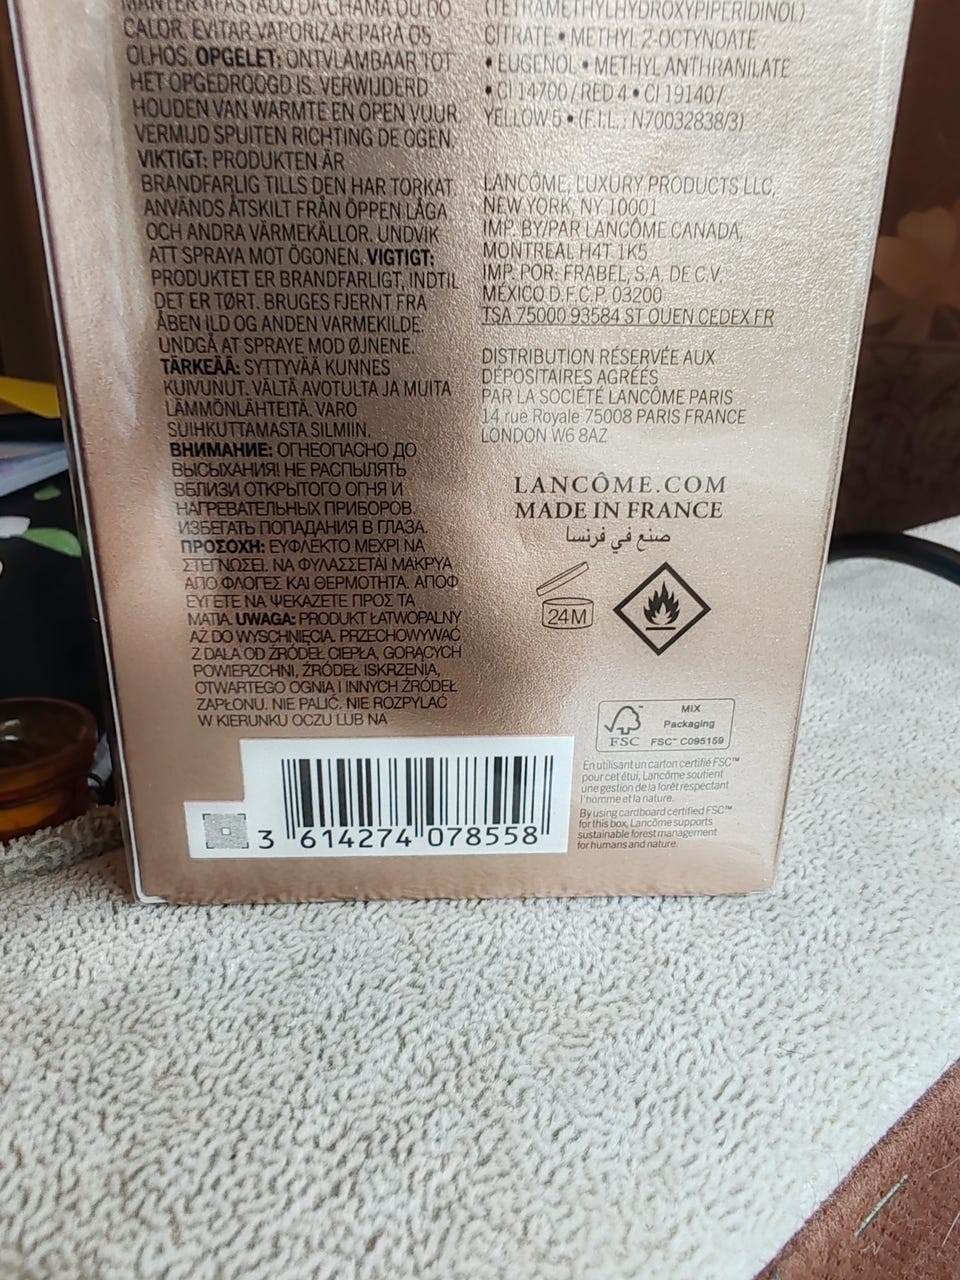 MANTER AFASTADO DA CHAMA OU DO
CALOR. EVITAR VAPORIZAR PARA OS
OLHOS. OPGELET: ONTVLAMBAAR TOT
HET OPGEDROOGD IS. VERWIJDERD
HOUDEN VAN WARMTE EN OPEN VUUR.
VERMIJD SPUITEN RICHTING DE OGEN.
VIKTIGT: PRODUKTEN ÄR
BRANDFARLIG TILLS DEN HAR TORKAT.
ANVÄNDS ÅTSKILT FRÅN ÖPPEN LÅGA
OCH ANDRA VÄRMEKÄLLOR. UNDVIK
ATT SPRAYA MOT ÖGONEN. VIGTIGT:
PRODUKTET ER BRANDFARLIGT, INDTIL
DET ER TØRT. BRUGES FJERNT FRA
ÅBEN ILD OG ANDEN VARMEKILDE.
UNDGÅ AT SPRAYE MOD ØJNENE.
TÄRKEÄÄ: SYTTYVÄÄ KUNNES
KUIVUNUT. VÄLTÄ AVOTULTA JA MUITA
LÄMMÖNLÄHTEITÄ. VARO
SUIHKUTTAMASTA SILMIIN.
ВНИМАНИЕ: ОГНЕОПАСНО ДО
ВЫСЫХАНИЯ! НЕ РАСПЫЛЯТЬ
ВБЛИЗИ ОТКРЫТОГО ОГНЯ И
НАГРЕВАТЕЛЬНЫХ ПРИБОРОВ.
ИЗБЕГАТЬ ПОПАДАНИЯ В ГЛАЗА.
ΠΡΟΣΟΧΗ: ΕΥΦΛΕΚΤΟ ΜΕΧΡΙ ΝΑ
ΣΤΕΓΝΩΣΕΙ. ΝΑ ΦΥΛΑΣΣΕΤΑΙ ΜΑΚΡΥΑ
ΑΠΟ ΦΛΟΓΕΣ ΚΑΙ ΘΕΡΜΟΤΗΤΑ. ΑΠΟΦ
ΕΥΓΕΤΕ ΝΑ ΨΕΚΑΖΕΤΕ ΠΡΟΣ ΤΑ
ΜΑΤΙΑ. UWAGA: PRODUKT ŁATWOPALNY
AŻ DO WYSCHNIĘCIA. PRZECHOWYWAĆ
Z DALA OD ŹRÓDEŁ CIEPŁA, GORĄCYCH
POWIERZCHNI, ŹRÓDEŁ ISKRZENIA,
OTWARTEGO OGNIA I INNYCH ŹRÓDEŁ
ZAPŁONU. NIE PALIĆ. NIE ROZPYLAĆ
W KIERUNKU OCZU LUB NA
(TETRAMETHYLHYDROXYPIPERIDINOL)
CITRATE • METHYL 2-OCTYNOATE
• EUGENOL • METHYL ANTHRANILATE
• CI 14700 / RED 4 • CI 19140 /
YELLOW 5 • (F.I.L.: N70032838/3)
LANCÔME, LUXURY PRODUCTS LLC,
NEW YORK, NY 10001
IMP. BY/PAR LANCÔME CANADA,
MONTREAL H4T 1K5
IMP. POR: FRABEL, S.A. DE C.V.
MÉXICO D.F.C.P. 03200
TSA 75000 93584 ST OUEN CEDEX FR
DISTRIBUTION RÉSERVÉE AUX
DÉPOSITAIRES AGRÉÉS
PAR LA SOCIÉTÉ LANCÔME PARIS
14 rue Royale 75008 PARIS FRANCE
LONDON W6 8AZ
LANCÔME.COM
MADE IN FRANCE
صنع في فرنسا
24M
MIX
Packaging
FSC FSC™ C095159
En utilisant un carton certifié FSC™
pour cet étui, Lancôme soutient
une gestion de la forêt respectant
l'homme et la nature.
By using cardboard certified FSC™
for this box, Lancôme supports
sustainable forest management
for humans and nature.
3 614274 078558